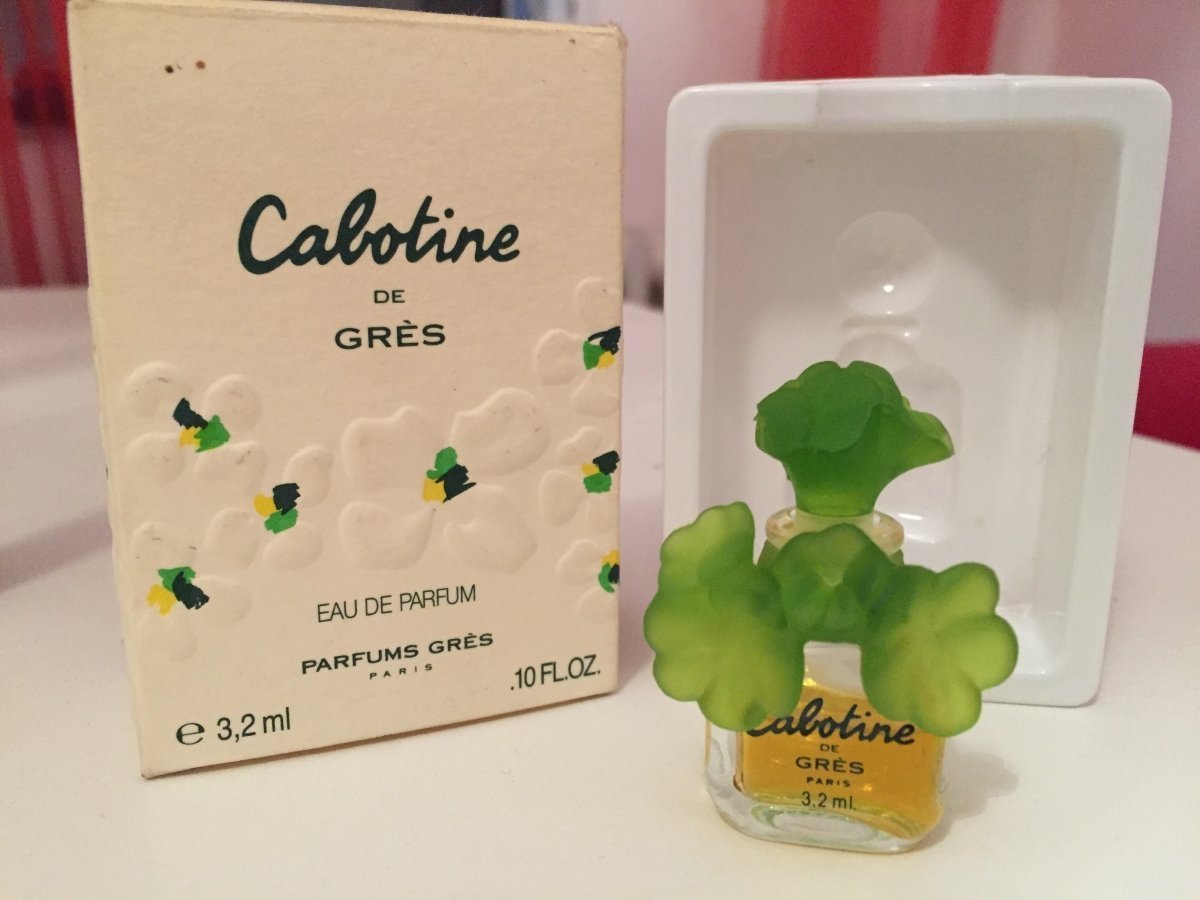 Cabotine
DE
GRÈS
EAU DE PARFUM
PARFUMS GRÈS
PARIS
.10 FL.OZ.
e 3,2 ml
Cabotine
DE
GRÈS
PARIS
3.2 ml.